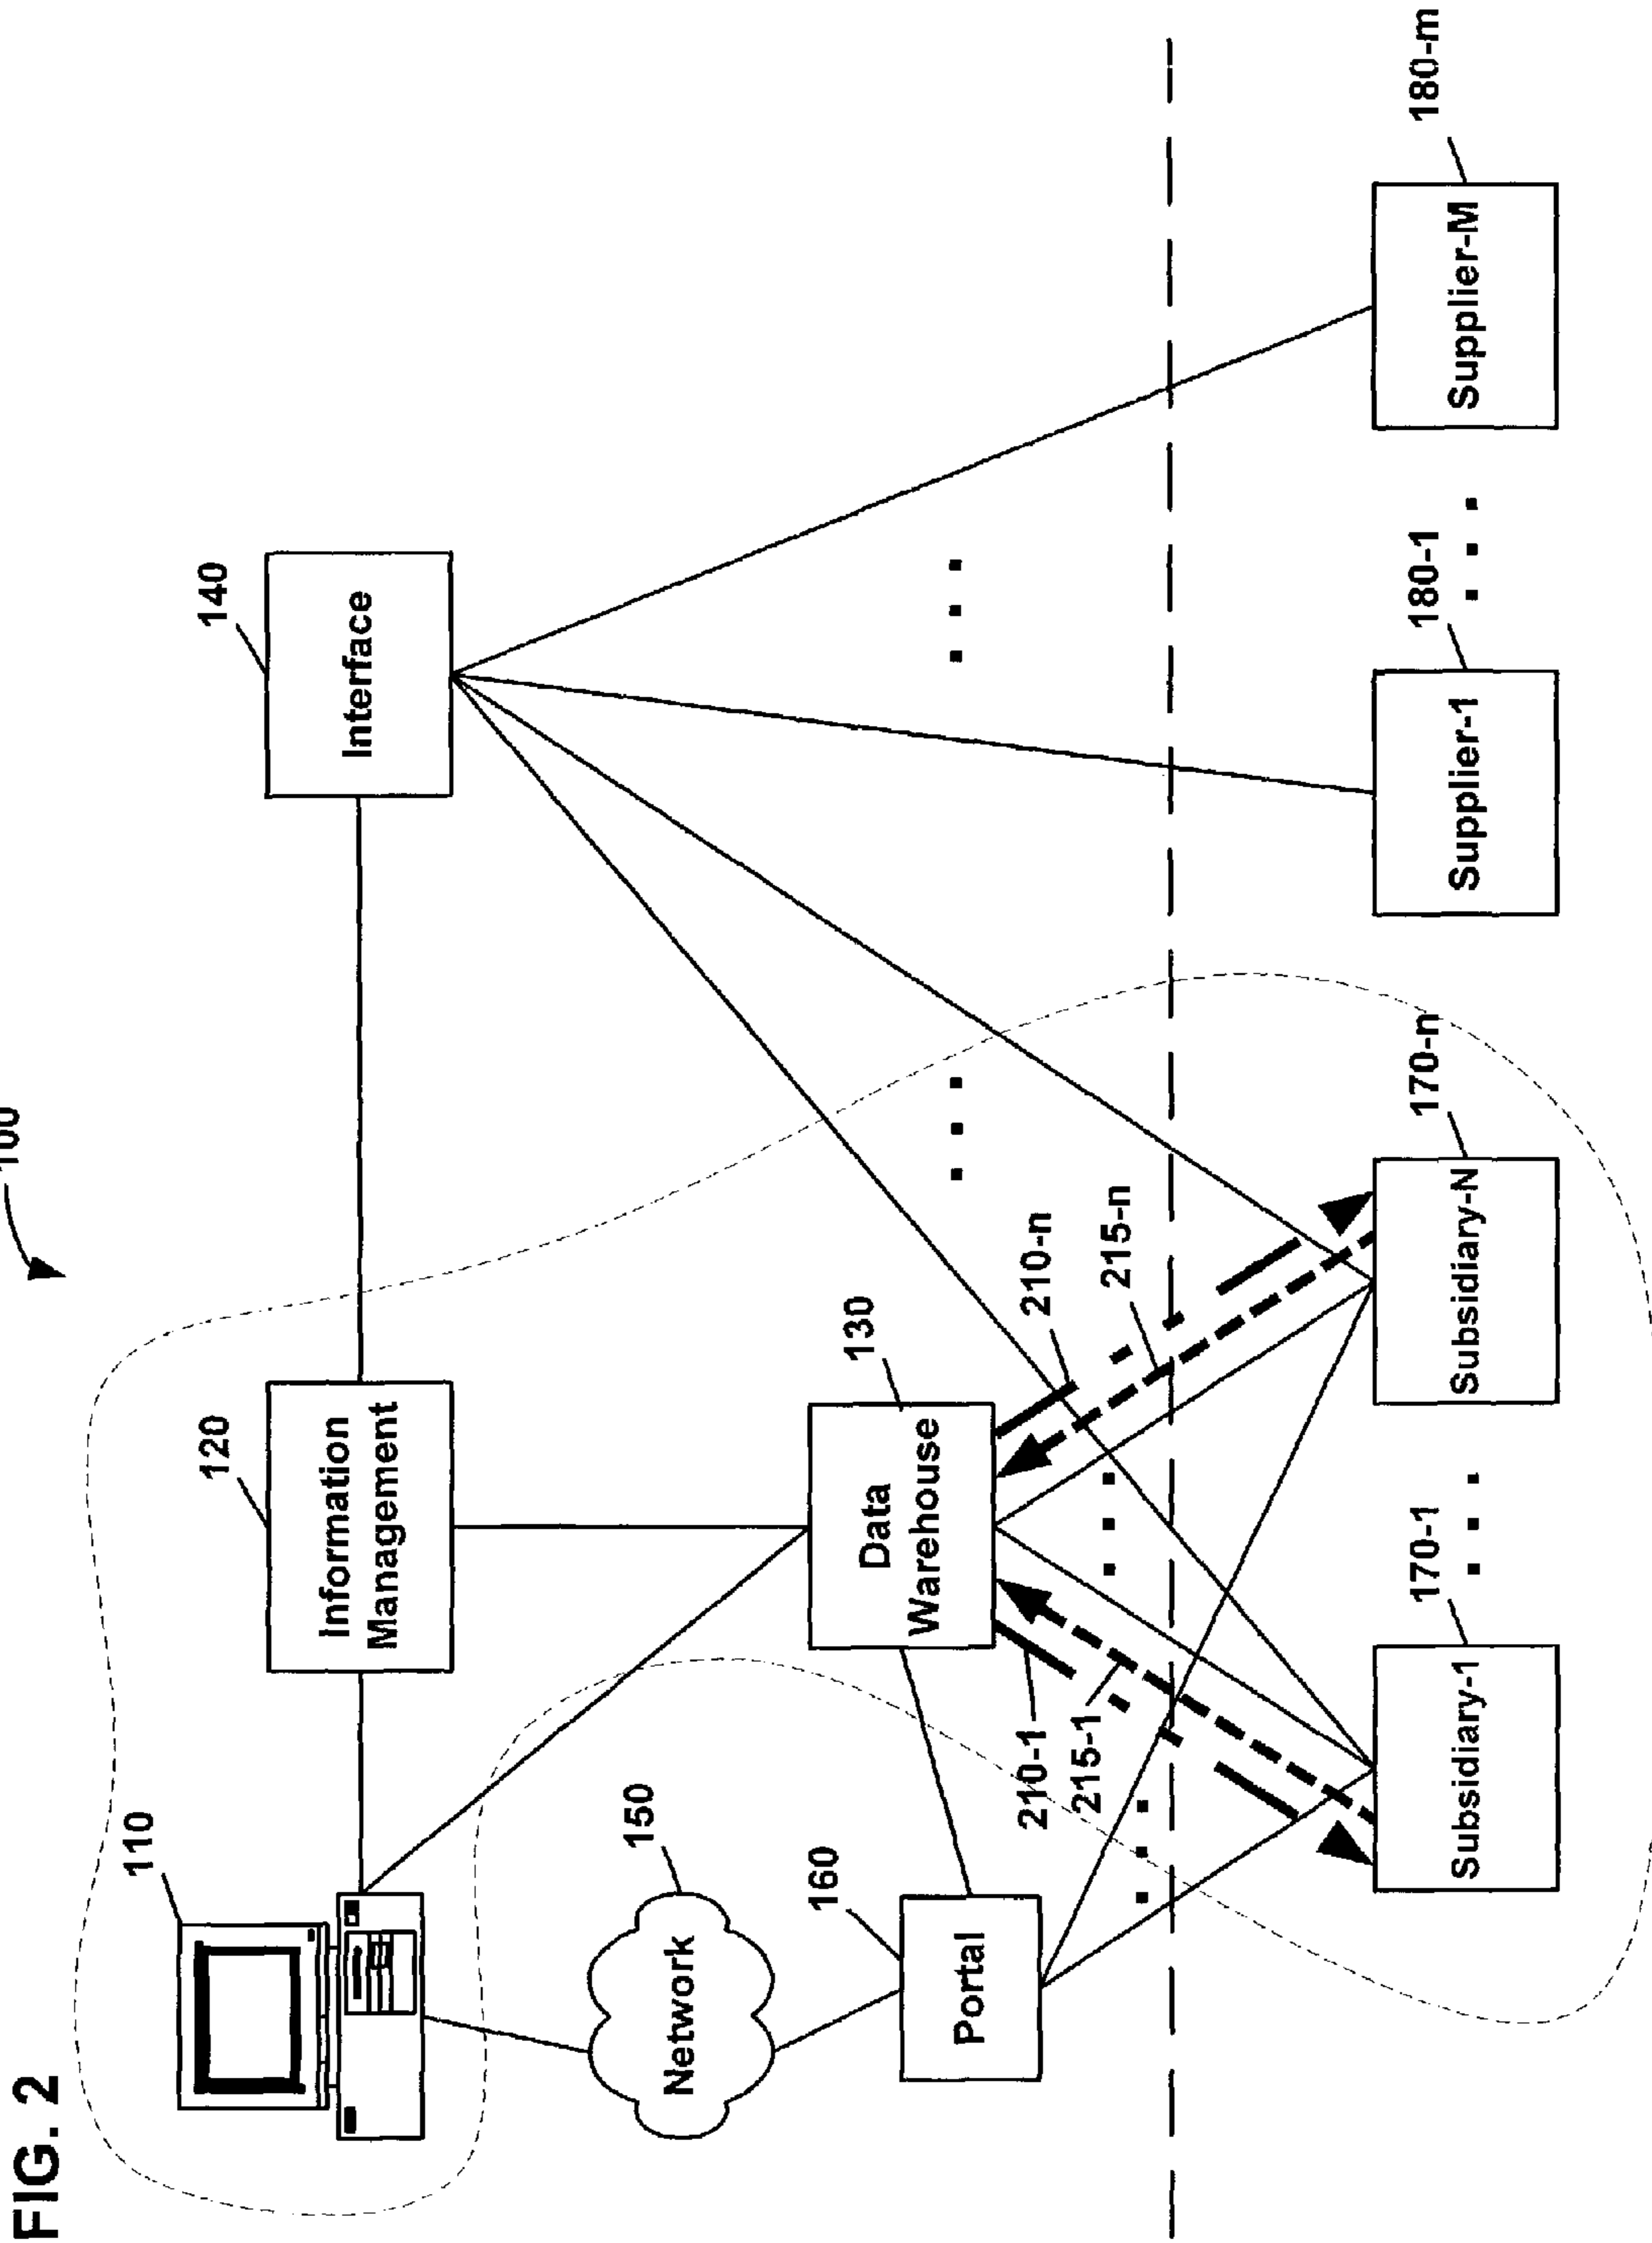 FIG. 2
100
110
120
Information
Management
140
Interface
150
Network
160
Portal
130
Data
Warehouse
210-1
215-1
210-n
215-n
170-1
Subsidiary-1
170-n
Subsidiary-N
180-1
Supplier-1
180-m
Supplier-M